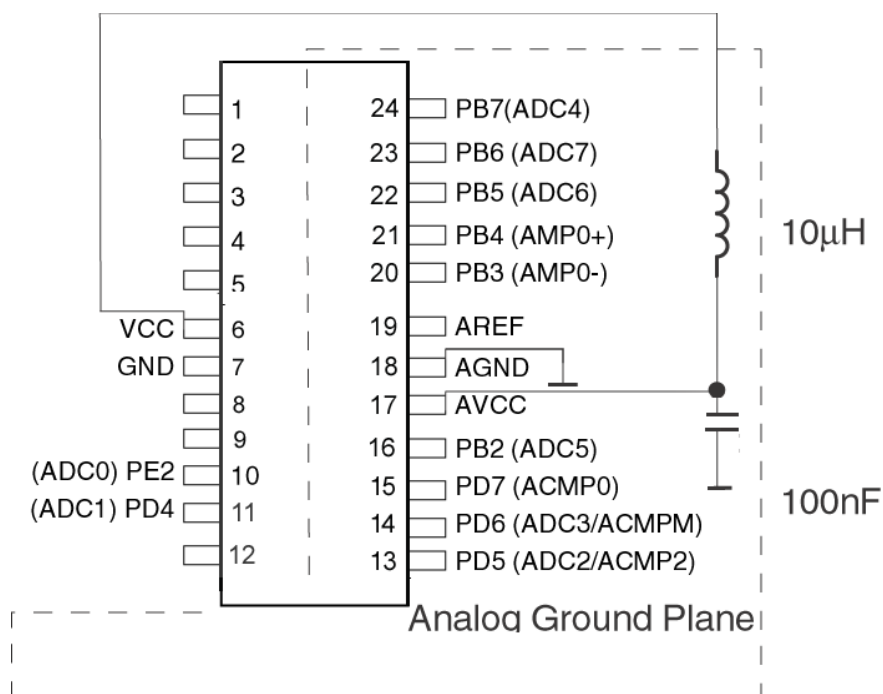 1 24 PB7(ADC4)
2 23 PB6 (ADC7)
3 22 PB5 (ADC6)
4 21 PB4 (AMP0+)
5 20 PB3 (AMP0-)
10µH
VCC 6 19 AREF
GND 7 18 AGND
8 17 AVCC
9 16 PB2 (ADC5)
(ADC0) PE2 10 15 PD7 (ACMP0)
100nF
(ADC1) PD4 11 14 PD6 (ADC3/ACMPM)
12 13 PD5 (ADC2/ACMP2)
Analog Ground Plane